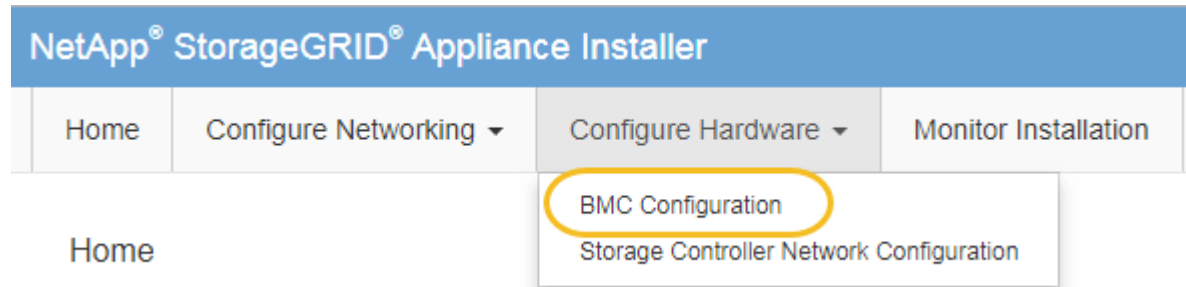 NetApp® StorageGRID® Appliance Installer
Home Configure Networking Configure Hardware Monitor Installation
BMC Configuration
Home
Storage Controller Network Configuration